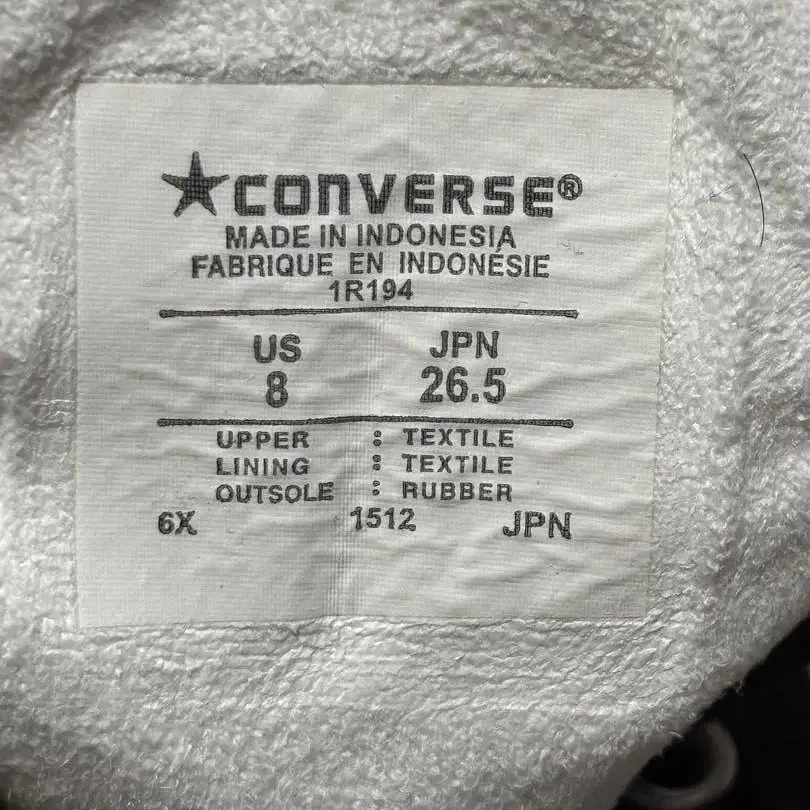 ★CONVERSE®
MADE IN INDONESIA
FABRIQUE EN INDONÉSIE
1R194
US JPN
8 26.5
UPPER : TEXTILE
LINING : TEXTILE
OUTSOLE : RUBBER
6X 1512 JPN